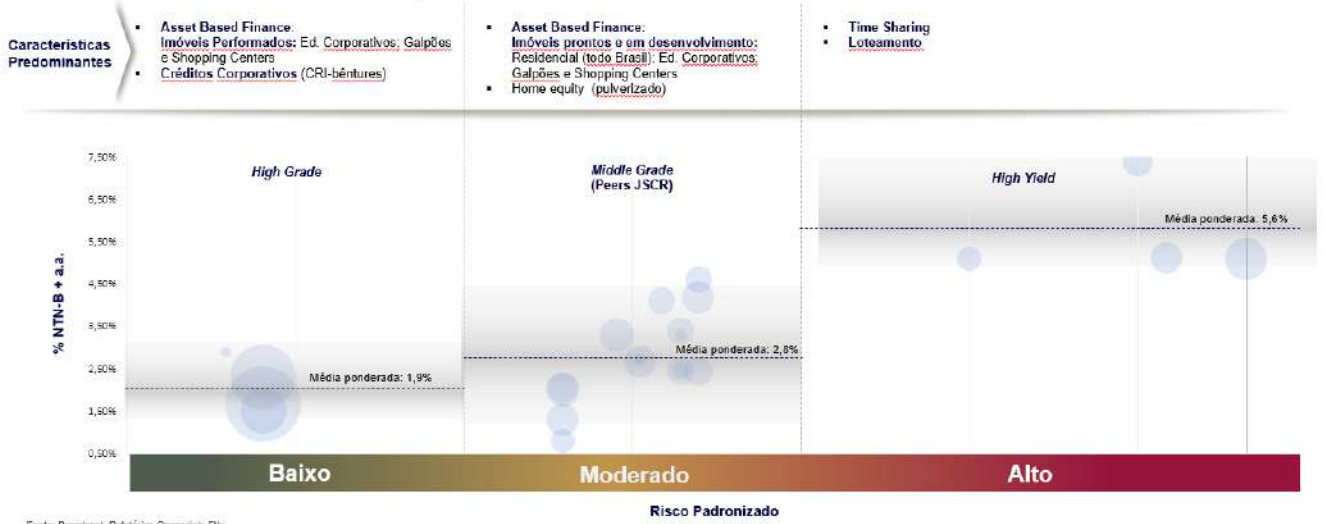 Características
Predominantes
▪ Asset Based Finance:
Imóveis Performados: Ed. Corporativos; Galpões
e Shopping Centers
▪ Créditos Corporativos (CRI-bêntures)
▪ Asset Based Finance:
Imóveis prontos e em desenvolvimento:
Residencial (todo Brasil); Ed. Corporativos;
Galpões e Shopping Centers
▪ Home equity (pulverizado)
▪ Time Sharing
▪ Loteamento
% NTN-B + a.a.
7,50%
6,50%
5,50%
4,50%
3,50%
2,50%
1,50%
0,50%
High Grade
Média ponderada: 1,9%
Middle Grade
(Peers JSCR)
Média ponderada: 2,8%
High Yield
Média ponderada: 5,6%
Baixo
Moderado
Alto
Risco Padronizado